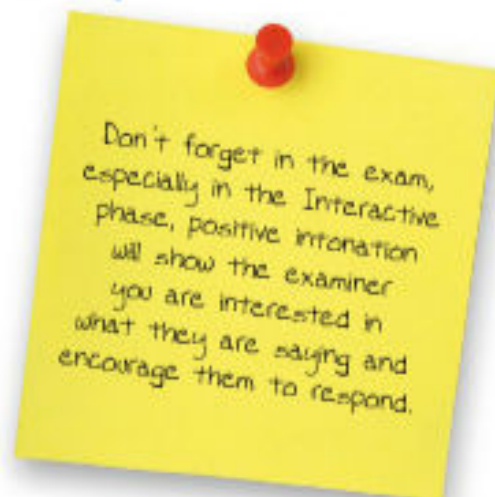 Don't forget in the exam,
especially in the Interactive
phase, positive intonation
will show the examiner
you are interested in
what they are saying and
encourage them to respond.